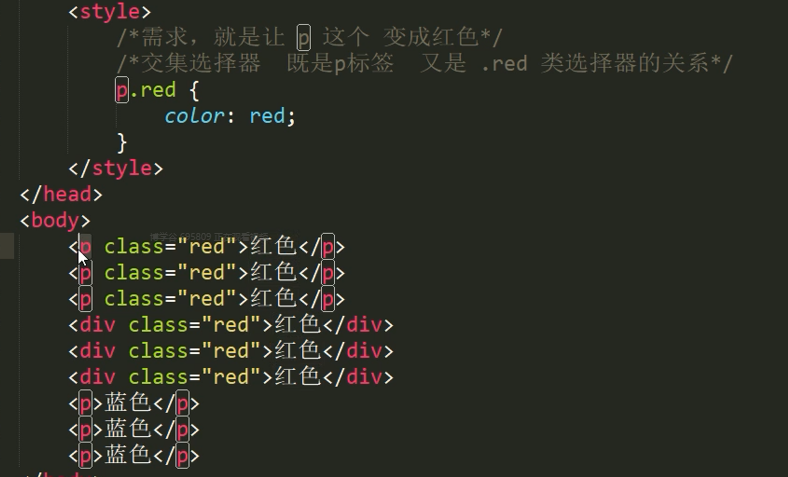 <style>
/*需求，就是让 p 这个 变成红色*/
/*交集选择器 既是p标签 又是 .red 类选择器的关系*/
p.red {
color: red;
}
</style>
</head>
<body>
<p class="red">红色</p>
<p class="red">红色</p>
<p class="red">红色</p>
<div class="red">红色</div>
<div class="red">红色</div>
<div class="red">红色</div>
<p>蓝色</p>
<p>蓝色</p>
<p>蓝色</p>